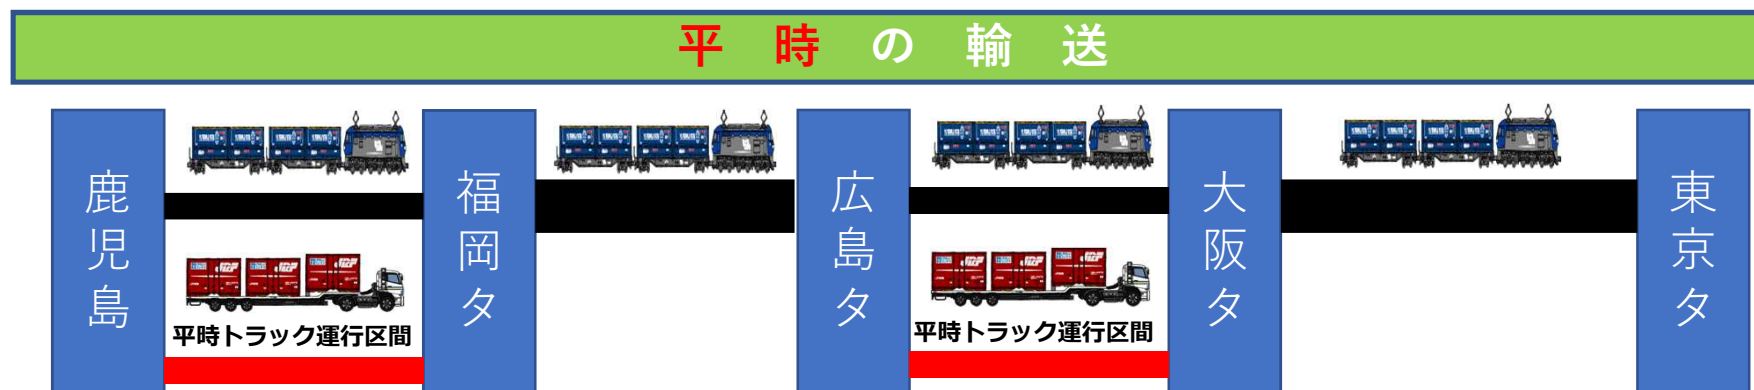 平時の輸送
鹿児島
福岡タ
広島タ
大阪タ
東京タ
平時トラック運行区間
平時トラック運行区間